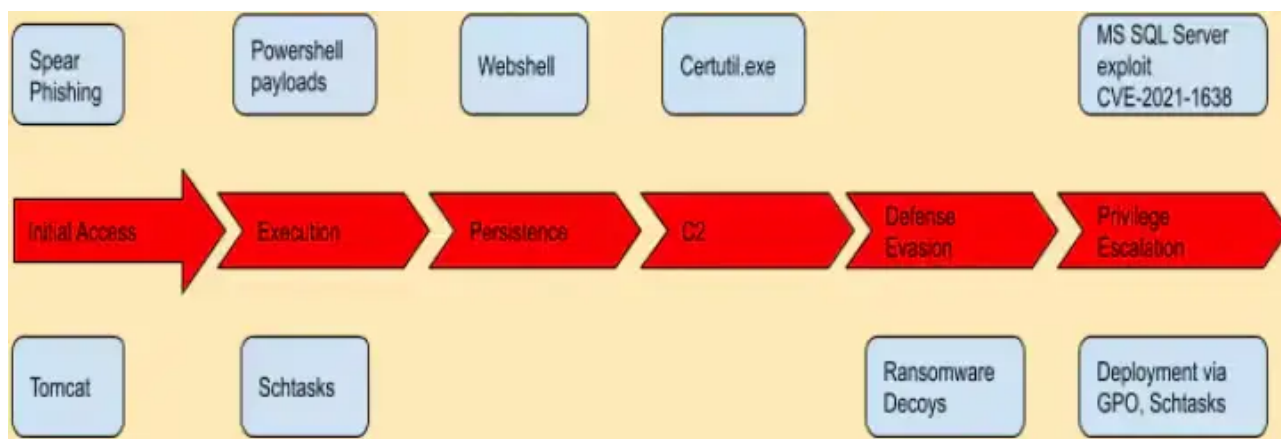 Spear
Phishing
Powershell
payloads
Webshell
Certutil.exe
MS SQL Server
exploit
CVE-2021-1638
Initial Access
Execution
Persistence
C2
Defense
Evasion
Privilege
Escalation
Tomcat
Schtasks
Ransomware
Decoys
Deployment via
GPO, Schtasks